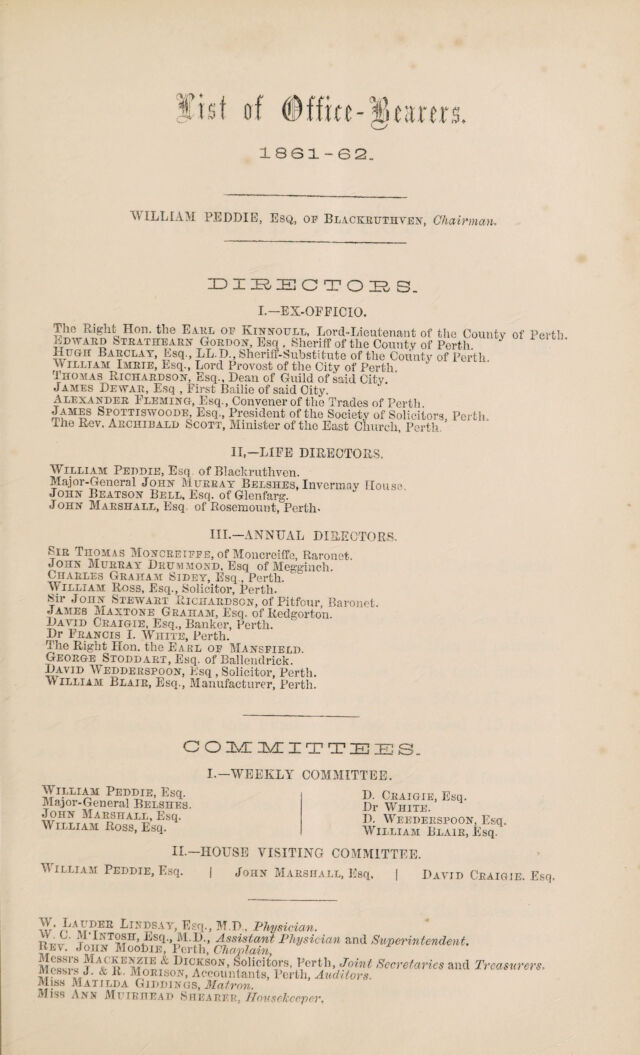 List of Office-Bearers.
1861-62.
WILLIAM PEDDIE, ESQ, OF BLACKRUTHVEN, Chairman.
DIRECTORS.
I.—EX-OFFICIO.
The Right Hon. the EARL OF KINNOULL, Lord-Lieutenant of the County of Perth.
EDWARD STRATHEARN GORDON, Esq, Sheriff of the County of Perth.
HUGH BARCLAY, Esq., LL.D., Sheriff-Substitute of the County of Perth.
WILLIAM IMRIE, Esq., Lord Provost of the City of Perth.
THOMAS RICHARDSON, Esq., Dean of Guild of said City.
JAMES DEWAR, Esq, First Bailie of said City.
ALEXANDER FLEMING, Esq., Convener of the Trades of Perth.
JAMES SPOTTISWOODE, Esq., President of the Society of Solicitors, Perth.
The Rev. ARCHIBALD SCOTT, Minister of the East Church, Perth.
II,—LIFE DIRECTORS.
WILLIAM PEDDIE, Esq. of Blackruthven.
Major-General JOHN MURRAY BELSHES, Invermay House.
JOHN BEATSON BELL, Esq. of Glenfarg.
JOHN MARSHALL, Esq. of Rosemount, Perth.
III.—ANNUAL DIRECTORS.
SIR THOMAS MONCREIFFE, of Moncreiffe, Baronet.
JOHN MURRAY DRUMMOND, Esq of Megginch.
CHARLES GRAHAM SIDEY, Esq., Perth.
WILLIAM ROSS, Esq., Solicitor, Perth.
Sir JOHN STEWART RICHARDSON, of Pitfour, Baronet.
JAMES MAXTONE GRAHAM, Esq. of Redgorton.
DAVID CRAIGIE, Esq., Banker, Perth.
Dr FRANCIS I. WHITE, Perth.
The Right Hon. the EARL OF MANSFIELD.
GEORGE STODDART, Esq. of Ballendrick.
DAVID WEDDERSPOON, Esq, Solicitor, Perth.
WILLIAM BLAIR, Esq., Manufacturer, Perth.
COMMITTEES.
I.—WEEKLY COMMITTEE.
WILLIAM PEDDIE, Esq.
Major-General BELSHES.
JOHN MARSHALL, Esq.
WILLIAM ROSS, Esq.
D. CRAIGIE, Esq.
Dr WHITE.
D. WEEDERSPOON, Esq.
WILLIAM BLAIR, Esq.
II.—HOUSE VISITING COMMITTEE.
WILLIAM PEDDIE, Esq. | JOHN MARSHALL, Esq. | DAVID CRAIGIE. Esq.
W. LAUDER LINDSAY, Esq., M.D., Physician.
W. C. M'INTOSH, Esq., M.D., Assistant Physician and Superintendent.
REV. JOHN MOODIE, Perth, Chaplain,
Messrs MACKENZIE & DICKSON, Solicitors, Perth, Joint Secretaries and Treasurers.
Messrs J. & R. MORISON, Accountants, Perth, Auditors.
Miss MATILDA GIDDINGS, Matron.
Miss ANN MUIRHEAD SHEARER, Housekeeper.